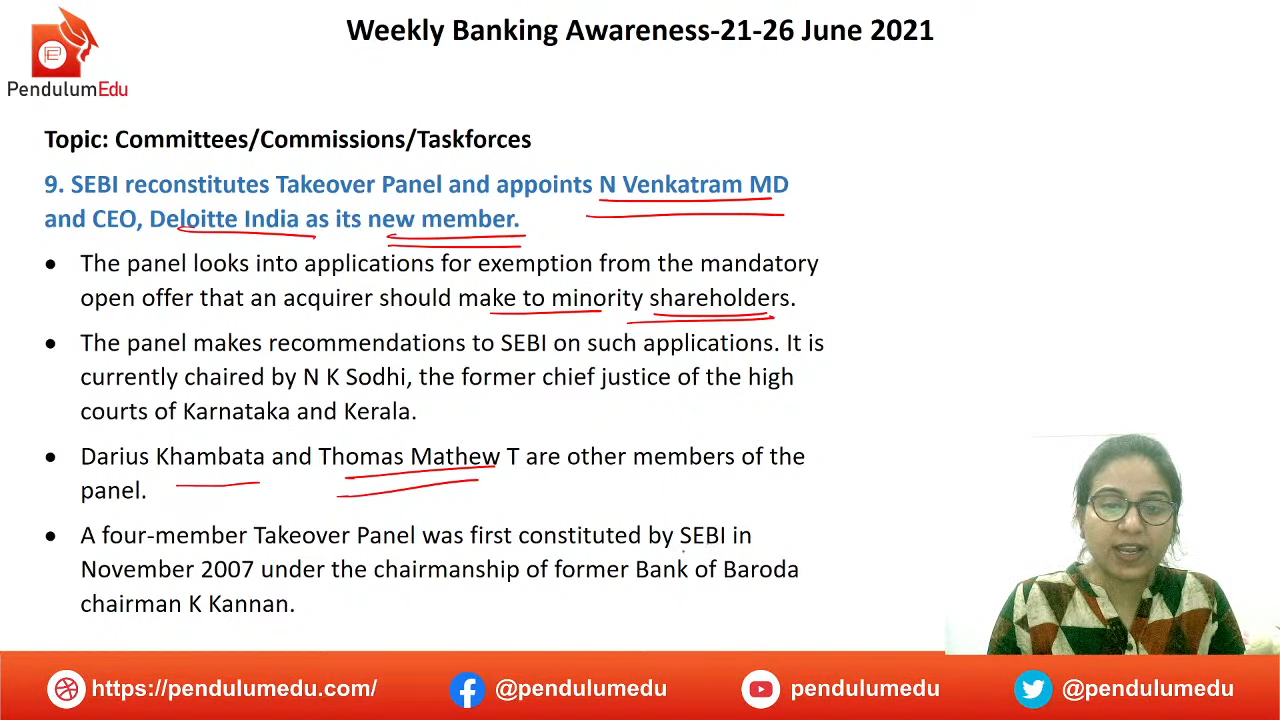 Weekly Banking Awareness-21-26 June 2021
PendulumEdu
Topic: Committees/Commissions/Taskforces
9. SEBI reconstitutes Takeover Panel and appoints N Venkatram MD
and CEO, Deloitte India as its new member.
• The panel looks into applications for exemption from the mandatory
open offer that an acquirer should make to minority shareholders.
• The panel makes recommendations to SEBI on such applications. It is
currently chaired by N K Sodhi, the former chief justice of the high
courts of Karnataka and Kerala.
• Darius Khambata and Thomas Mathew T are other members of the
panel.
• A four-member Takeover Panel was first constituted by SEBI in
November 2007 under the chairmanship of former Bank of Baroda
chairman K Kannan.
https://pendulumedu.com/ @pendulumedu pendulumedu @pendulumedu